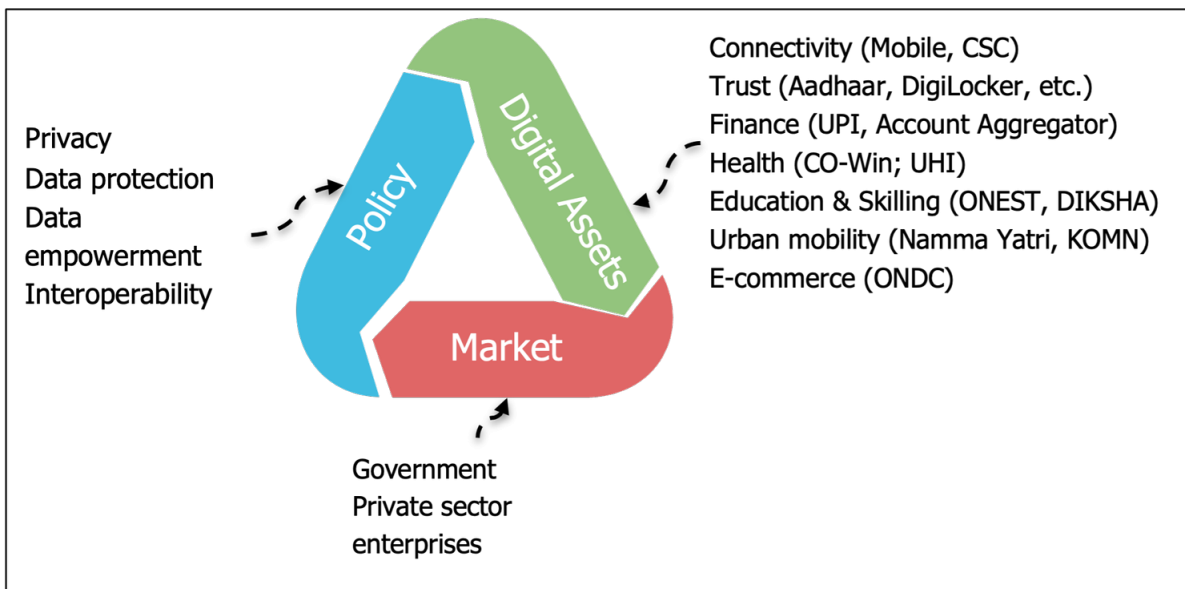 Privacy
Data protection
Data
empowerment
Interoperability
Policy
Digital Assets
Market
Connectivity (Mobile, CSC)
Trust (Aadhaar, DigiLocker, etc.)
Finance (UPI, Account Aggregator)
Health (CO-Win; UHI)
Education & Skilling (ONEST, DIKSHA)
Urban mobility (Namma Yatri, KOMN)
E-commerce (ONDC)
Government
Private sector
enterprises